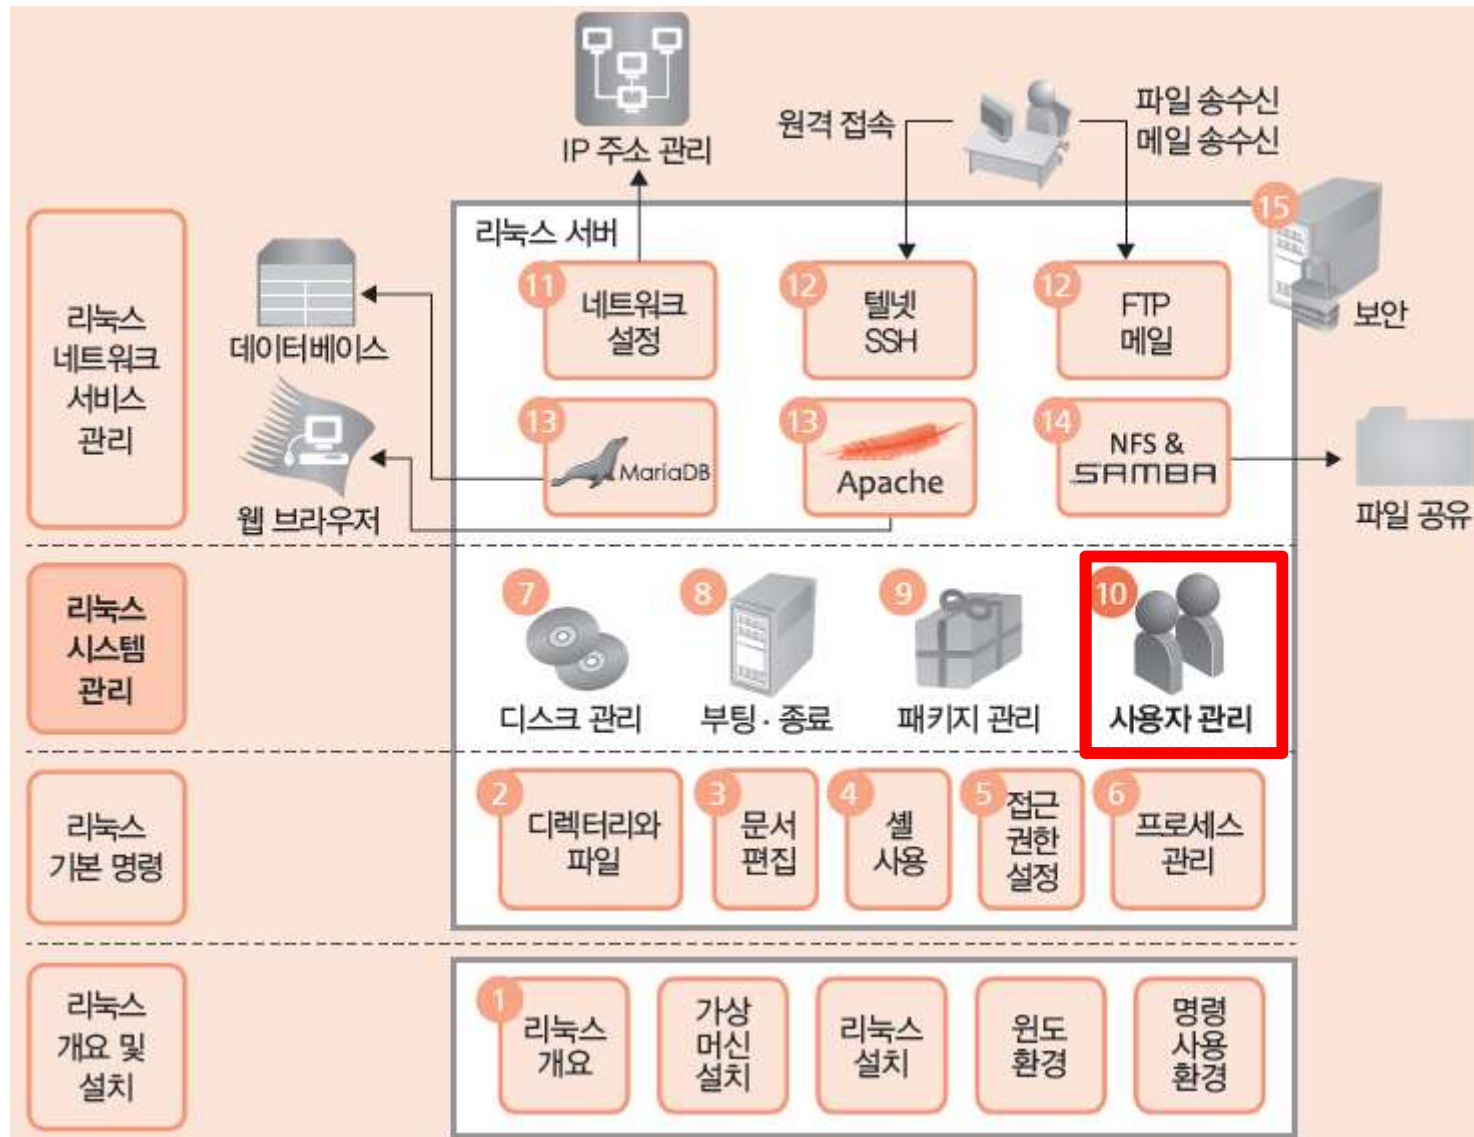 IP 주소 관리
원격 접속
파일 송수신
메일 송수신
15
보안
리눅스
네트워크
서비스
관리
데이터베이스
웹 브라우저
리눅스 서버
11
네트워크
설정
12
텔넷
SSH
12
FTP
메일
13
MariaDB
13
Apache
14
NFS &
SAMBA
파일 공유
리눅스
시스템
관리
7
디스크 관리
8
부팅 · 종료
9
패키지 관리
10
사용자 관리
리눅스
기본 명령
2
디렉터리와
파일
3
문서
편집
4
셸
사용
5
접근
권한
설정
6
프로세스
관리
리눅스
개요 및
설치
1
리눅스
개요
가상
머신
설치
리눅스
설치
윈도
환경
명령
사용
환경